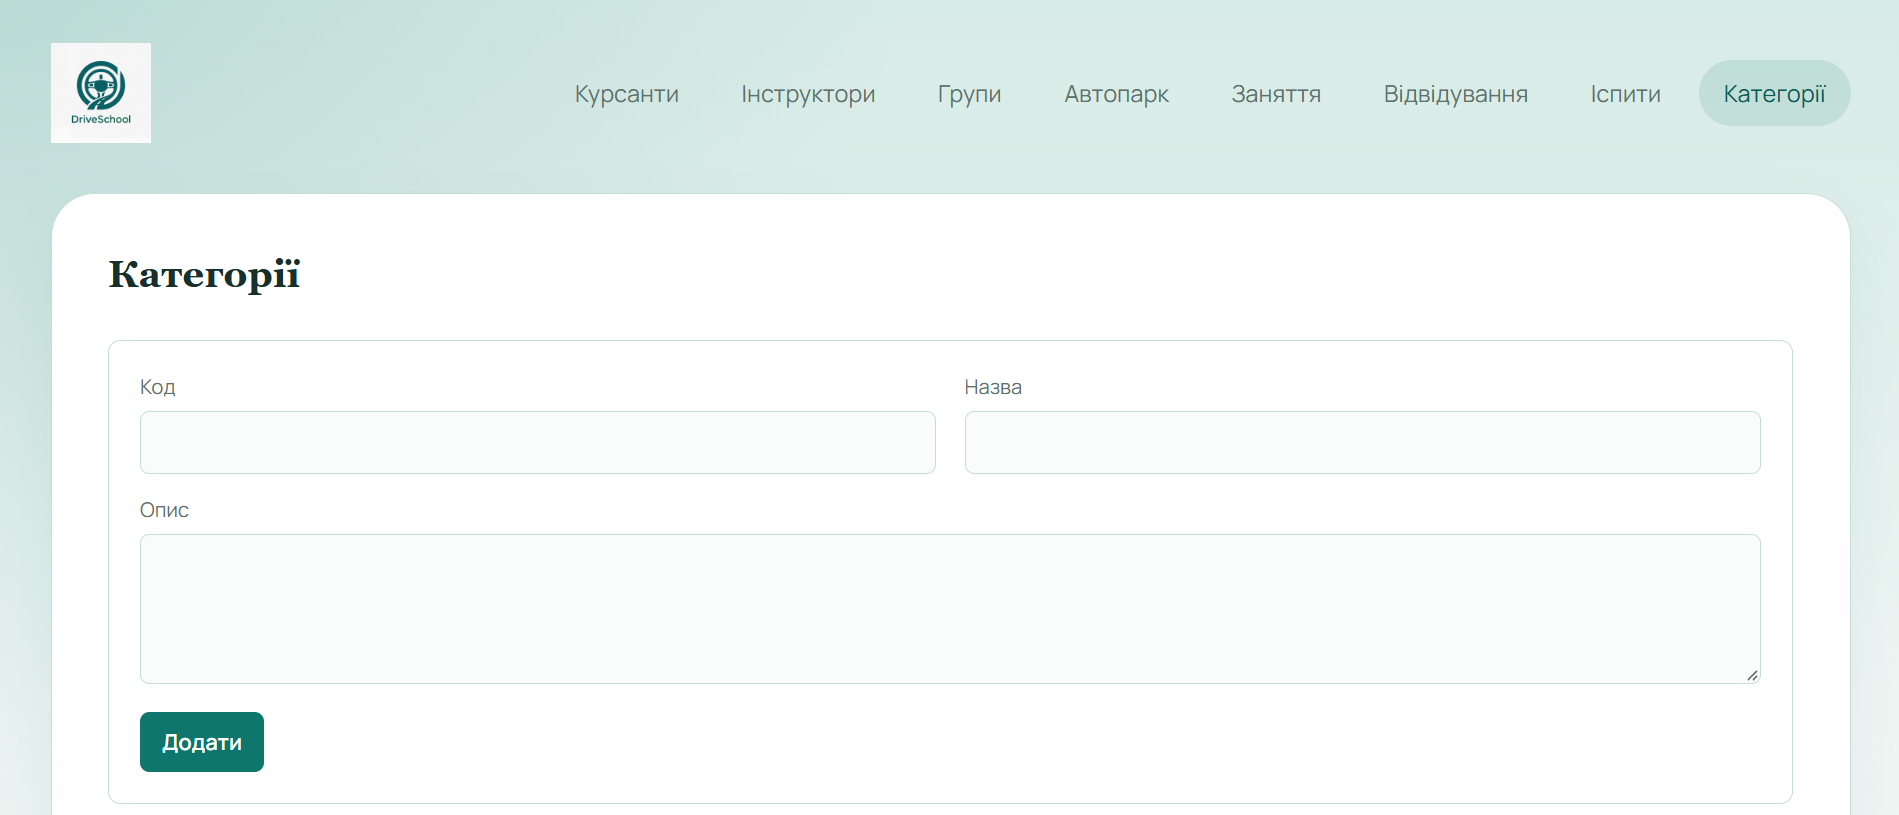 DriveSchool
Курсанти Інструктори Групи Автопарк Заняття Відвідування Іспити Категорії
Категорії
Код Назва
Опис
Додати